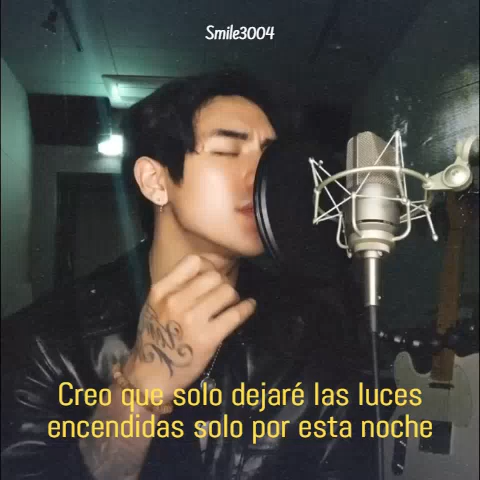 Smile3004
Creo que solo dejaré las luces
encendidas solo por esta noche